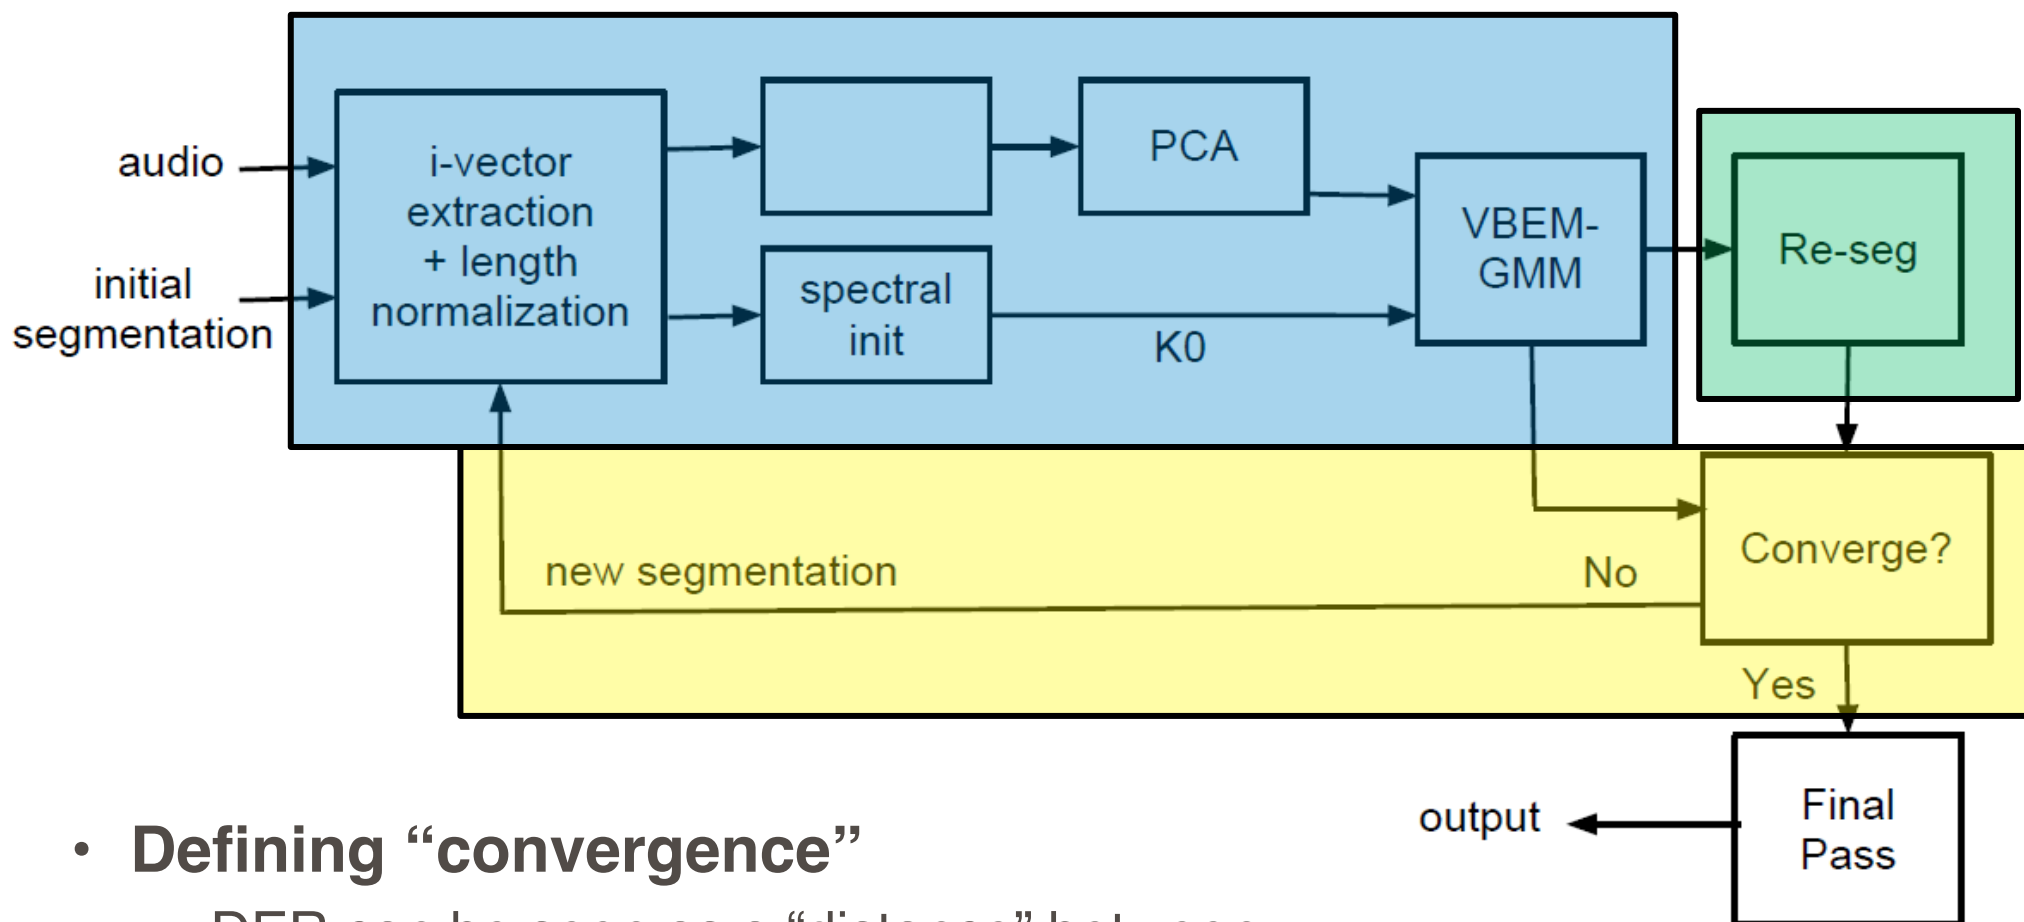 audio
initial
segmentation
i-vector
extraction
+ length
normalization
PCA
spectral
init
K0
VBEM-
GMM
Re-seg
new segmentation
No
Converge?
Yes
Final
Pass
output
• Defining “convergence”